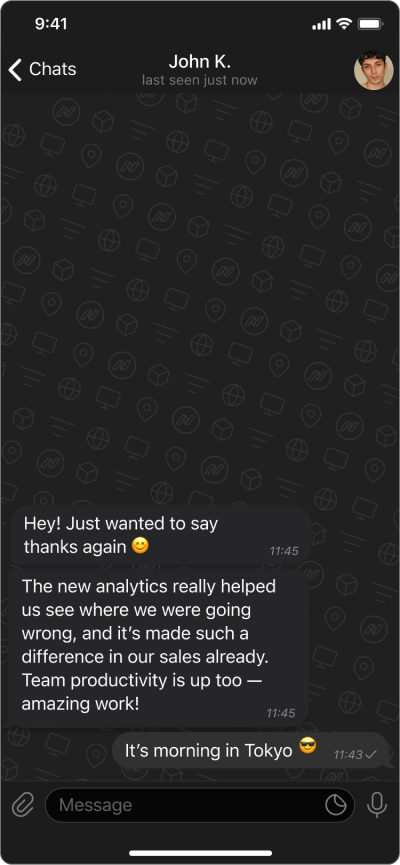 9:41
Chats
John K.
last seen just now
Hey! Just wanted to say
thanks again 😊
11:45
The new analytics really helped
us see where we were going
wrong, and it’s made such a
difference in our sales already.
Team productivity is up too —
amazing work!
11:45
It’s morning in Tokyo 😎
11:43
Message